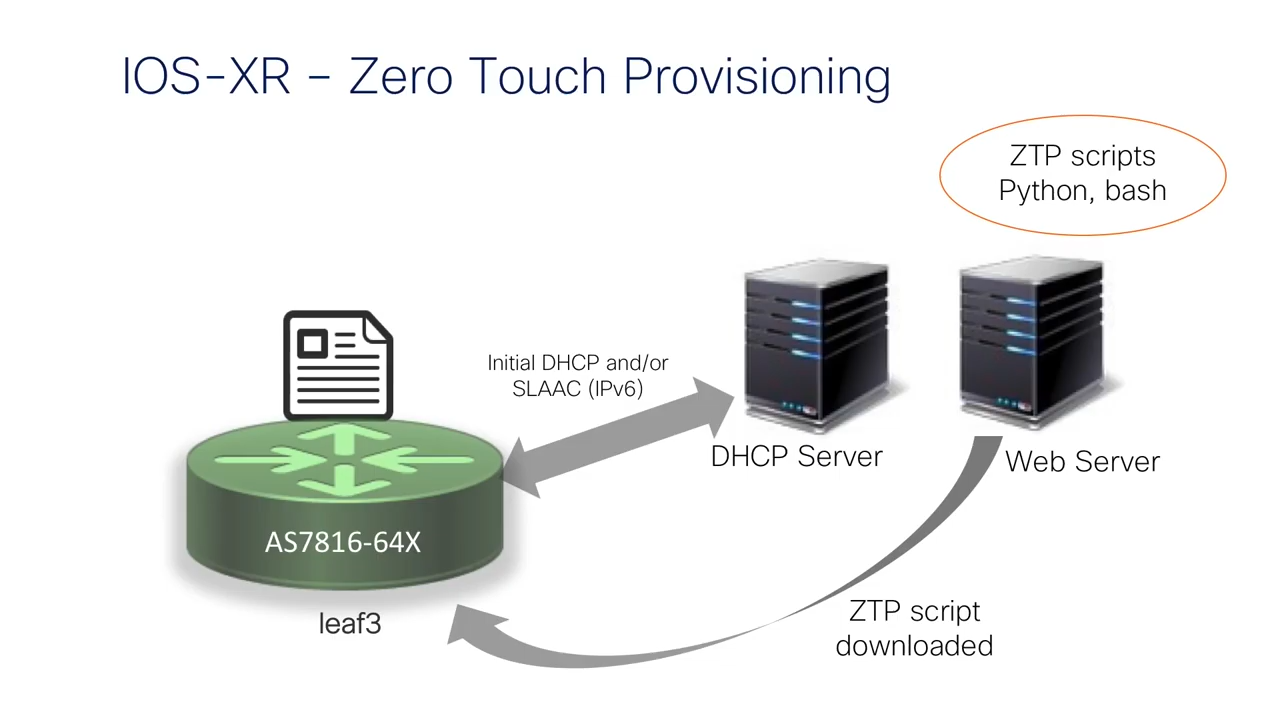 IOS-XR – Zero Touch Provisioning
ZTP scripts
Python, bash
Initial DHCP and/or
SLAAC (IPv6)
DHCP Server
Web Server
AS7816-64X
leaf3
ZTP script
downloaded